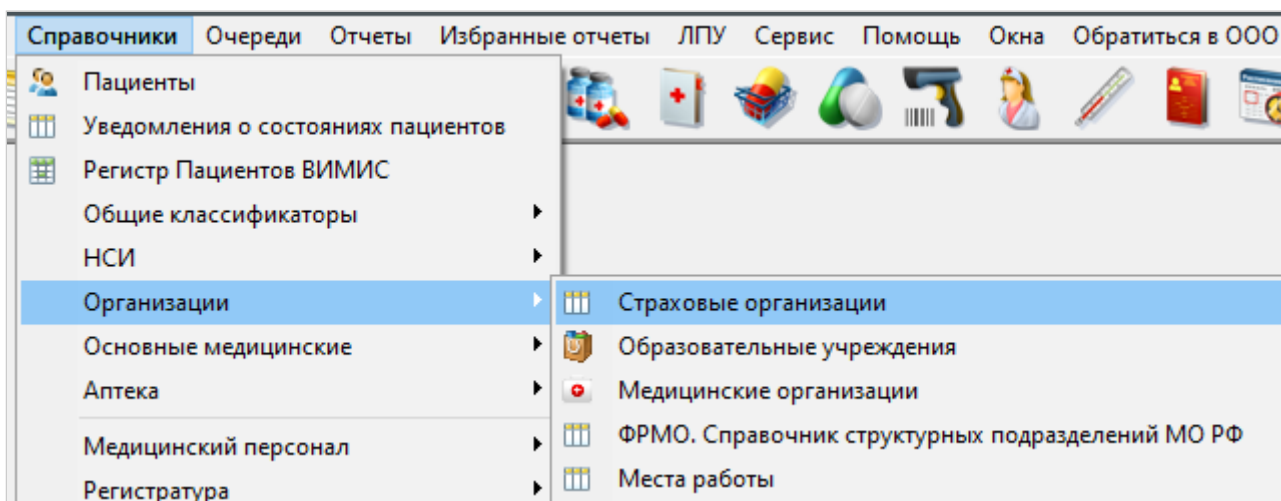 Справочники Очереди Отчеты Избранные отчеты ЛПУ Сервис Помощь Окна Обратиться в ООО
Пациенты
Уведомления о состояниях пациентов
Регистр Пациентов ВИМИС
Общие классификаторы
НСИ
Организации
Основные медицинские
Аптека
Медицинский персонал
Регистратура
Страховые организации
Образовательные учреждения
Медицинские организации
ФРМО. Справочник структурных подразделений МО РФ
Места работы